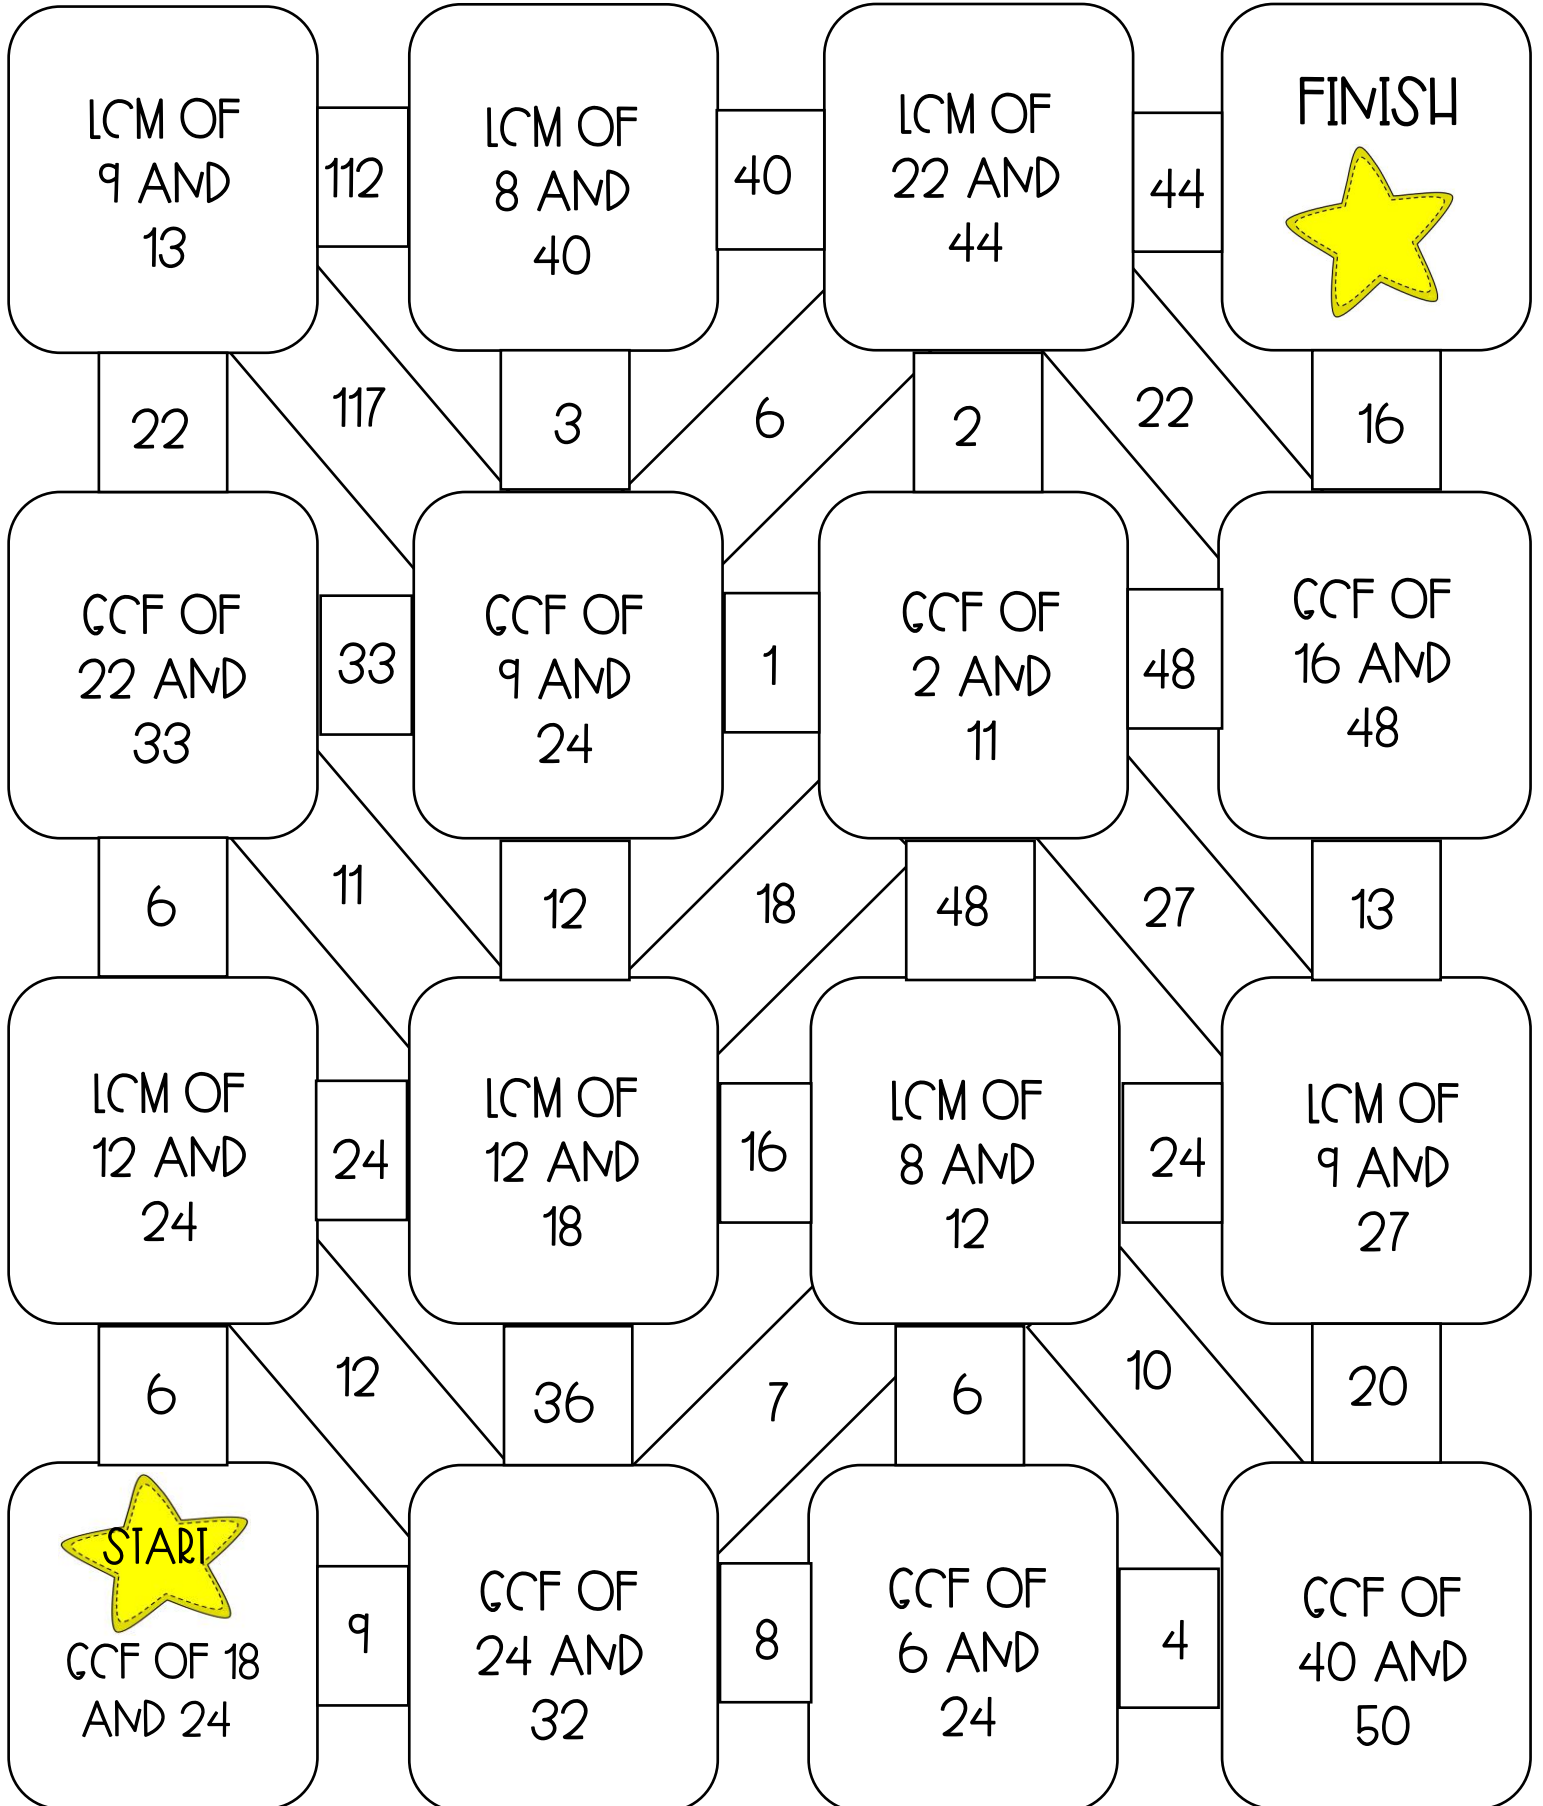 LCM OF
9 AND
13
112
LCM OF
8 AND
40
40
LCM OF
22 AND
44
44
FINISH
22
117
3
6
2
22
16
GCF OF
22 AND
33
33
GCF OF
9 AND
24
1
GCF OF
2 AND
11
48
GCF OF
16 AND
48
6
11
12
18
48
27
13
LCM OF
12 AND
24
24
LCM OF
12 AND
18
16
LCM OF
8 AND
12
24
LCM OF
9 AND
27
6
12
36
7
6
10
20
START
GCF OF 18
AND 24
9
GCF OF
24 AND
32
8
GCF OF
6 AND
24
4
GCF OF
40 AND
50